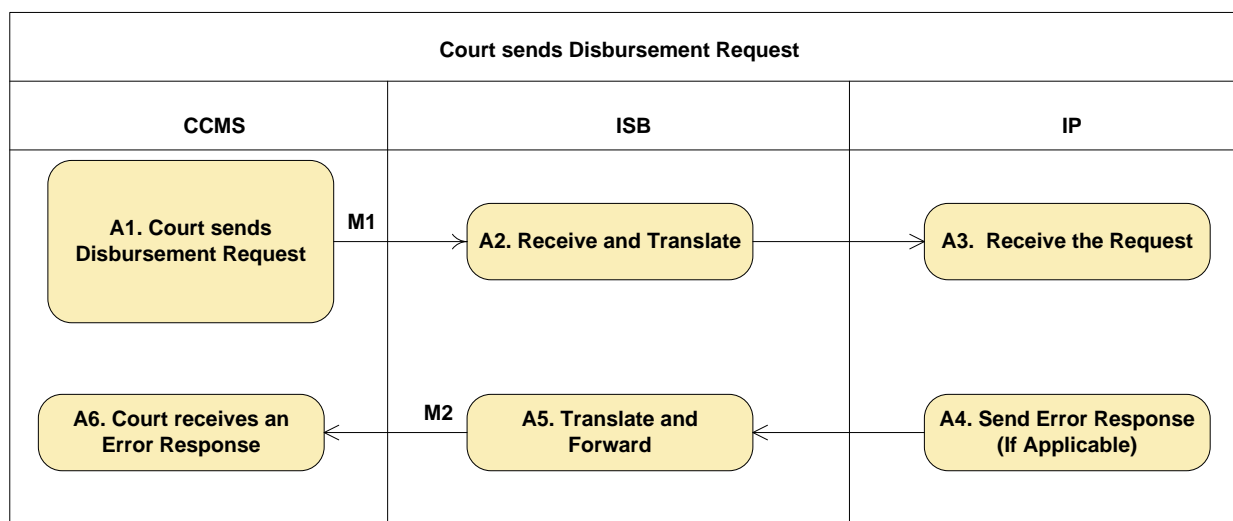 Court sends Disbursement Request
CCMS
ISB
IP
A1. Court sends
Disbursement Request
M1
A2. Receive and Translate
A3. Receive the Request
A6. Court receives an
Error Response
M2
A5. Translate and
Forward
A4. Send Error Response
(If Applicable)